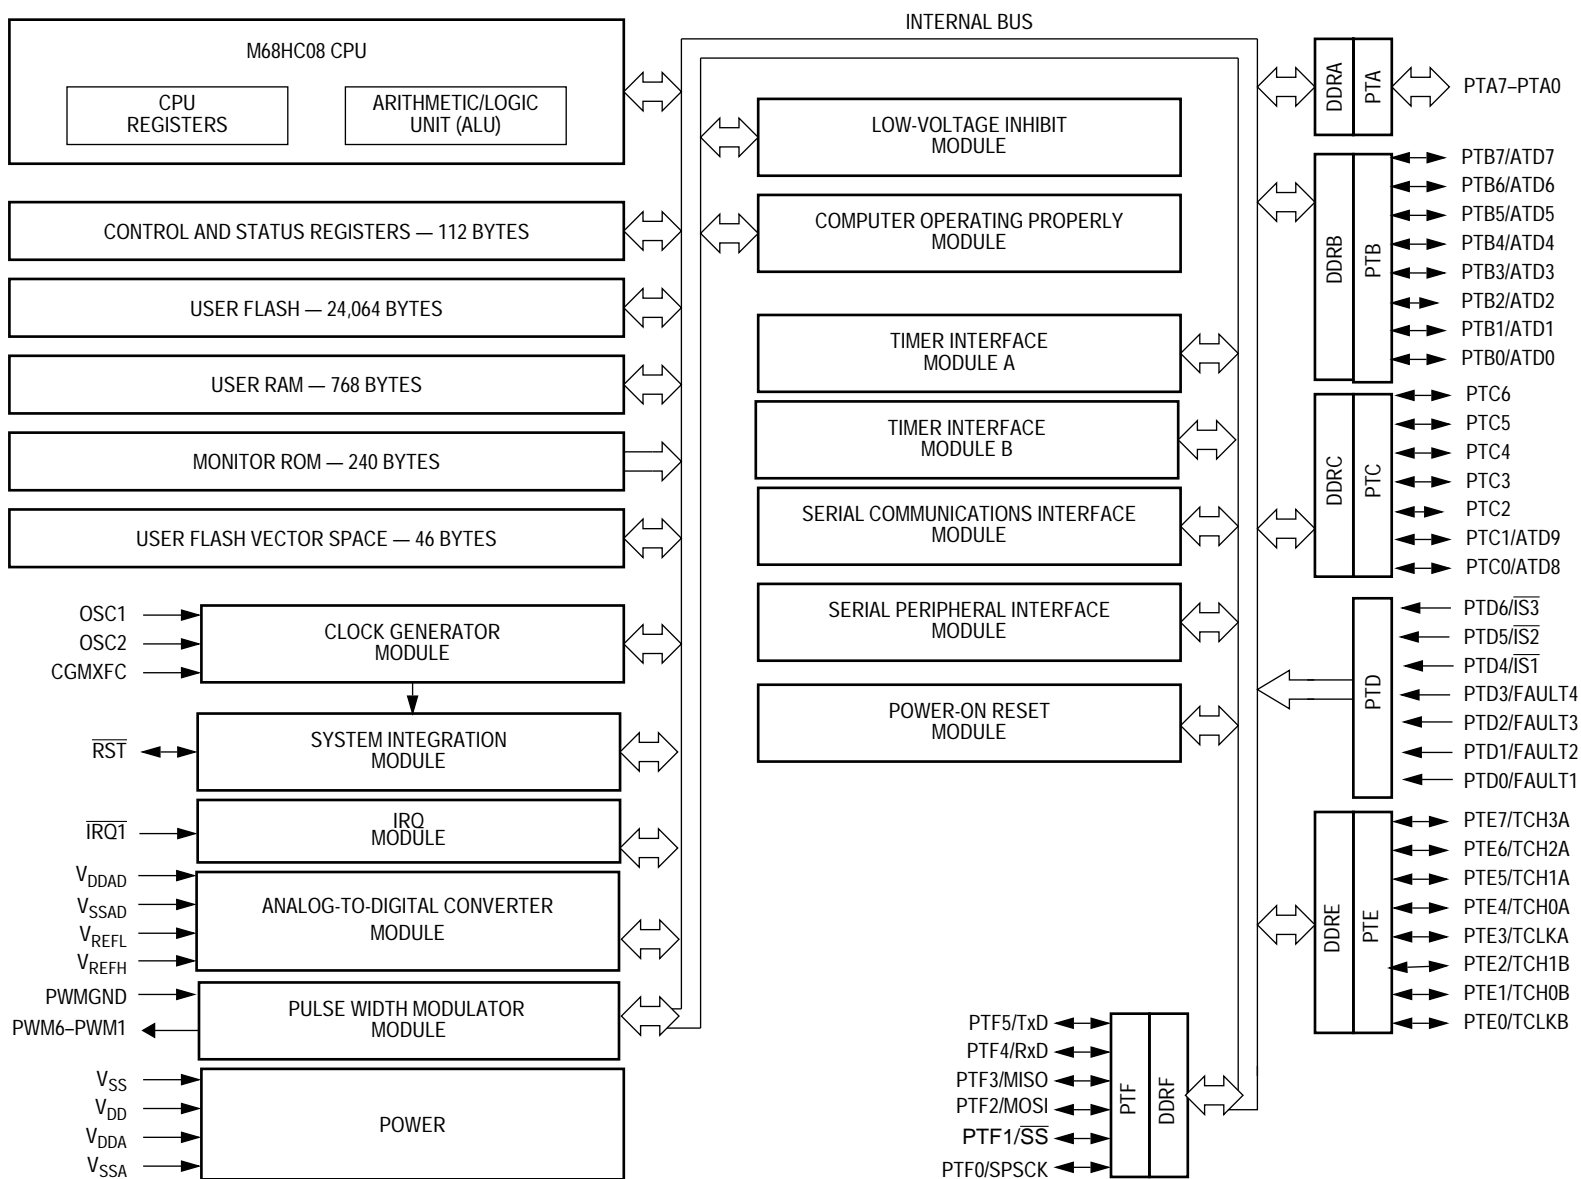 INTERNAL BUS
M68HC08 CPU
CPU
REGISTERS
ARITHMETIC/LOGIC
UNIT (ALU)
CONTROL AND STATUS REGISTERS — 112 BYTES
USER FLASH — 24,064 BYTES
USER RAM — 768 BYTES
MONITOR ROM — 240 BYTES
USER FLASH VECTOR SPACE — 46 BYTES
OSC1
OSC2
CGMXFC
CLOCK GENERATOR
MODULE
RST
SYSTEM INTEGRATION
MODULE
IRQ1
IRQ
MODULE
VDDAD
VSSAD
VREFL
VREFH
ANALOG-TO-DIGITAL CONVERTER
MODULE
PWMGND
PWM6–PWM1
PULSE WIDTH MODULATOR
MODULE
VSS
VDD
VDDA
VSSA
POWER
LOW-VOLTAGE INHIBIT
MODULE
COMPUTER OPERATING PROPERLY
MODULE
TIMER INTERFACE
MODULE A
TIMER INTERFACE
MODULE B
SERIAL COMMUNICATIONS INTERFACE
MODULE
SERIAL PERIPHERAL INTERFACE
MODULE
POWER-ON RESET
MODULE
PTF5/TxD
PTF4/RxD
PTF3/MISO
PTF2/MOSI
PTF1/SS
PTF0/SPSCK
PTF
DDRF
DDRA
PTA
PTA7–PTA0
DDRB
PTB
PTB7/ATD7
PTB6/ATD6
PTB5/ATD5
PTB4/ATD4
PTB3/ATD3
PTB2/ATD2
PTB1/ATD1
PTB0/ATD0
DDRC
PTC
PTC6
PTC5
PTC4
PTC3
PTC2
PTC1/ATD9
PTC0/ATD8
PTD
PTD6/IS3
PTD5/IS2
PTD4/IS1
PTD3/FAULT4
PTD2/FAULT3
PTD1/FAULT2
PTD0/FAULT1
DDRE
PTE
PTE7/TCH3A
PTE6/TCH2A
PTE5/TCH1A
PTE4/TCH0A
PTE3/TCLKA
PTE2/TCH1B
PTE1/TCH0B
PTE0/TCLKB